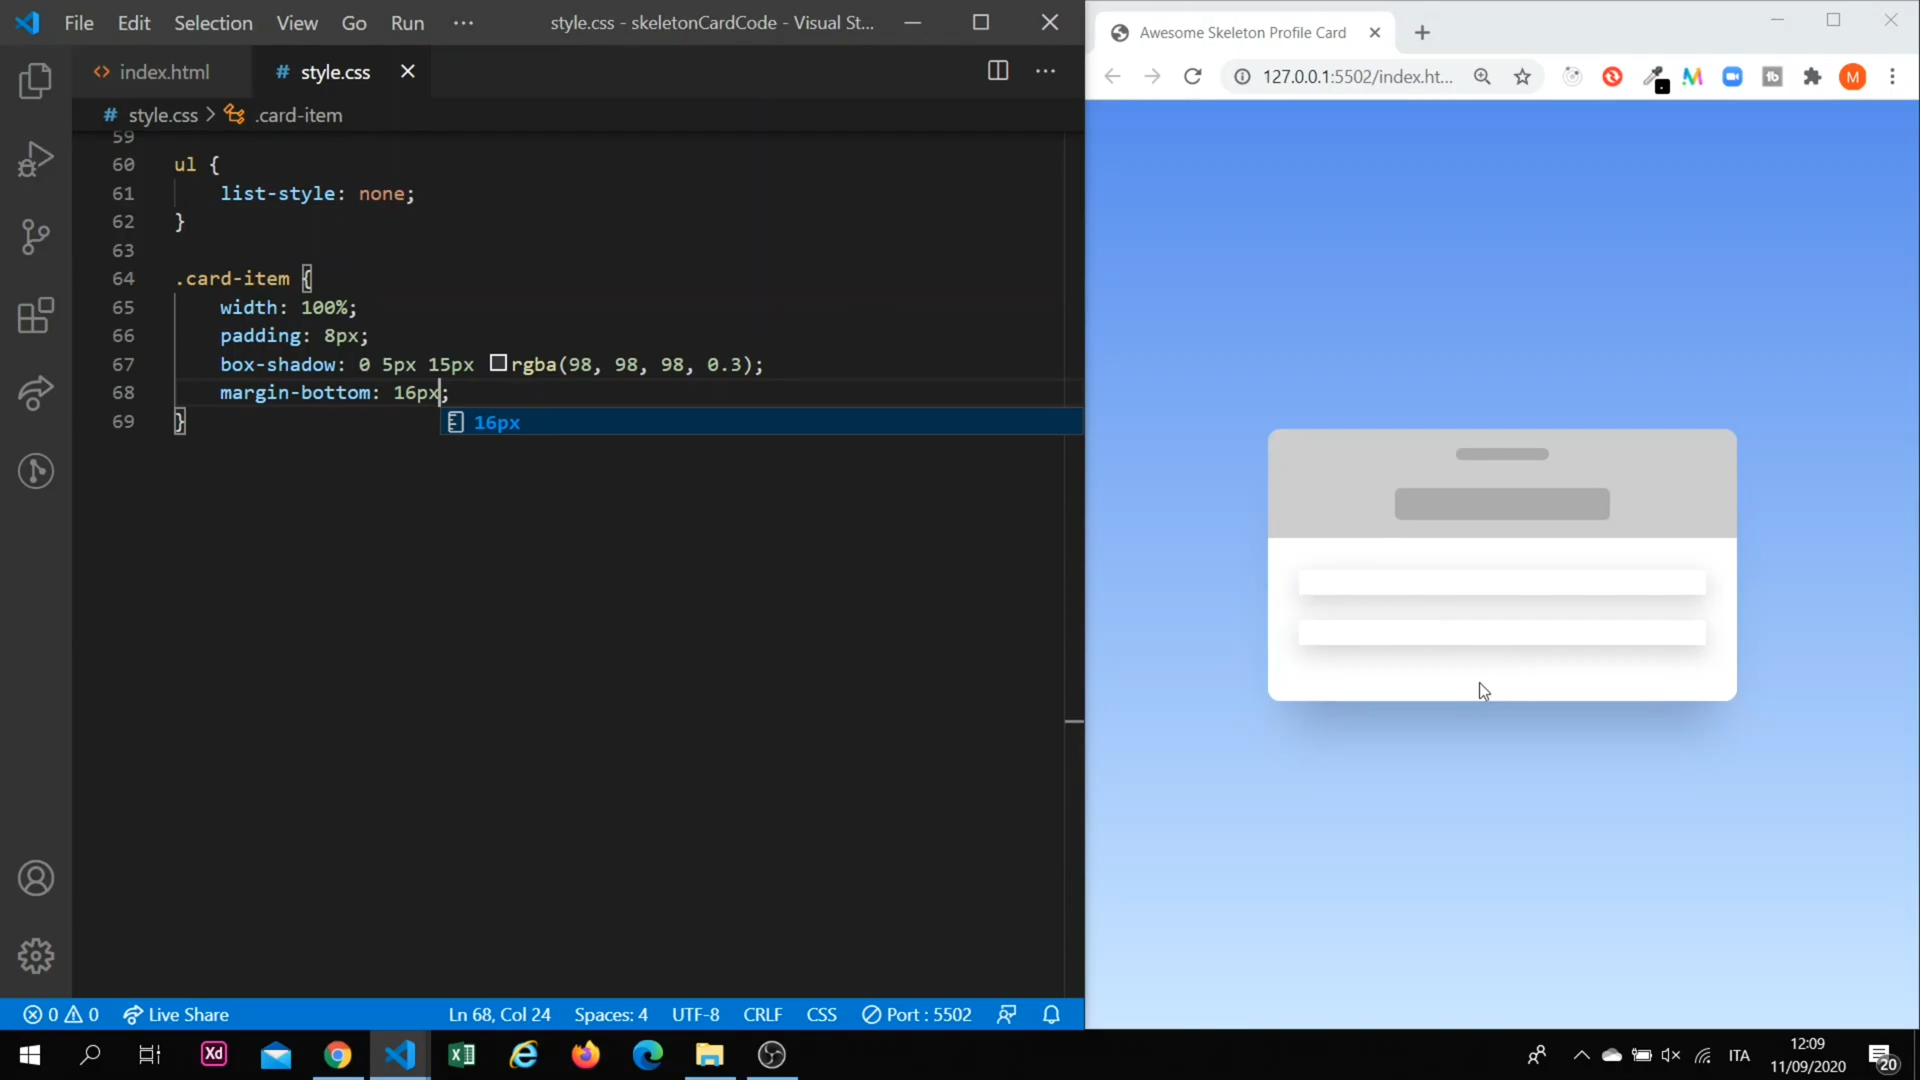 File Edit Selection View Go Run ··· style.css - skeletonCardCode - Visual St...
<> index.html # style.css
# style.css > .card-item
59
60 ul {
61 list-style: none;
62 }
63
64 .card-item {
65 width: 100%;
66 padding: 8px;
67 box-shadow: 0 5px 15px rgba(98, 98, 98, 0.3);
68 margin-bottom: 16px;
69 }
16px
0 0 Live Share Ln 68, Col 24 Spaces: 4 UTF-8 CRLF CSS Port : 5502
Awesome Skeleton Profile Card
127.0.0.1:5502/index.ht...
M
Xd
ITA
12:09
11/09/2020
20